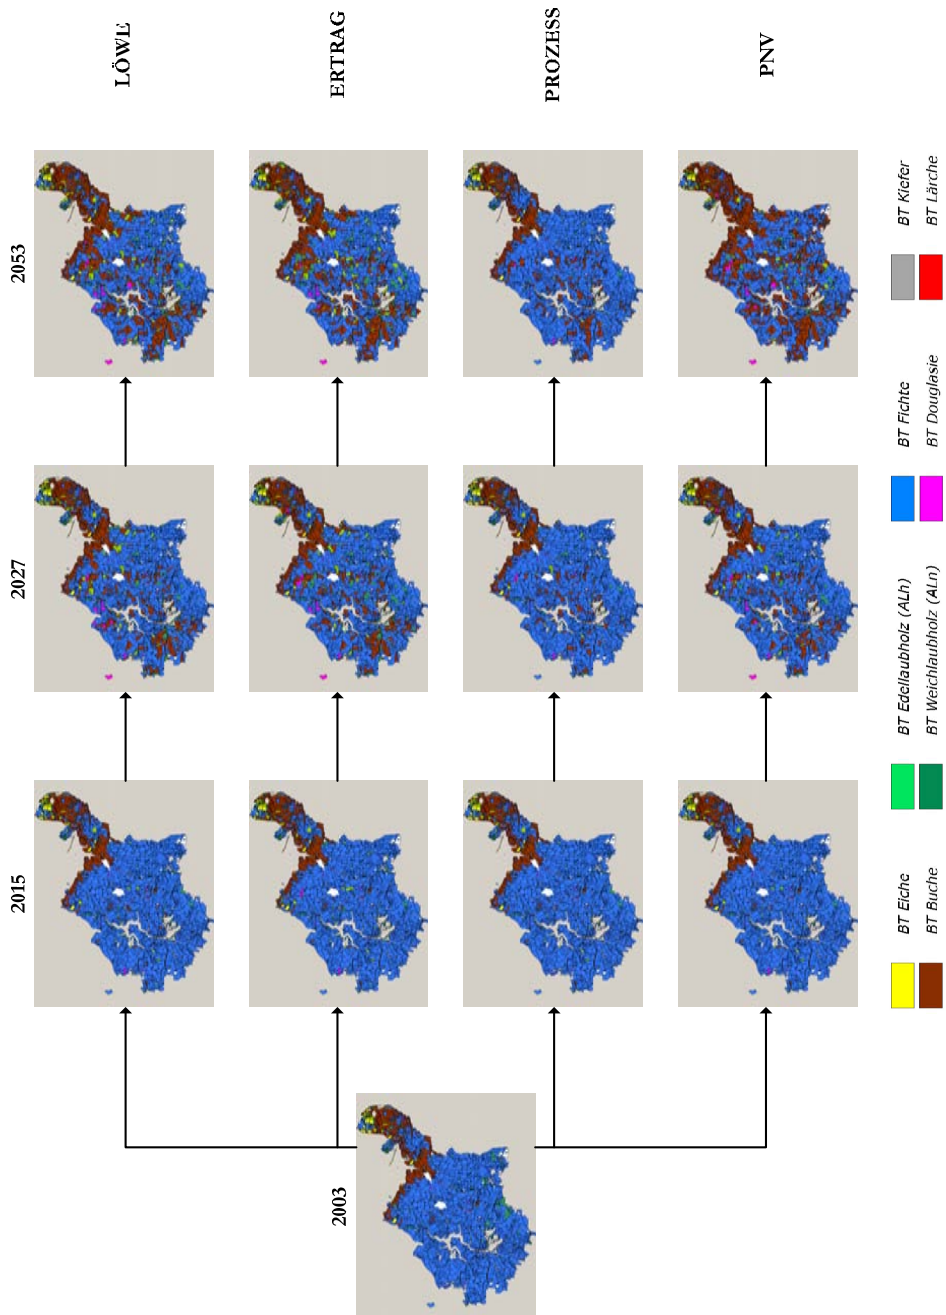 2003
2015
2027
2053
LÖWE
ERTRAG
PROZESS
PNV
BT Eiche
BT Edellaubholz (ALh)
BT Fichte
BT Kiefer
BT Buche
BT Weichlaubholz (ALn)
BT Douglasie
BT Lärche